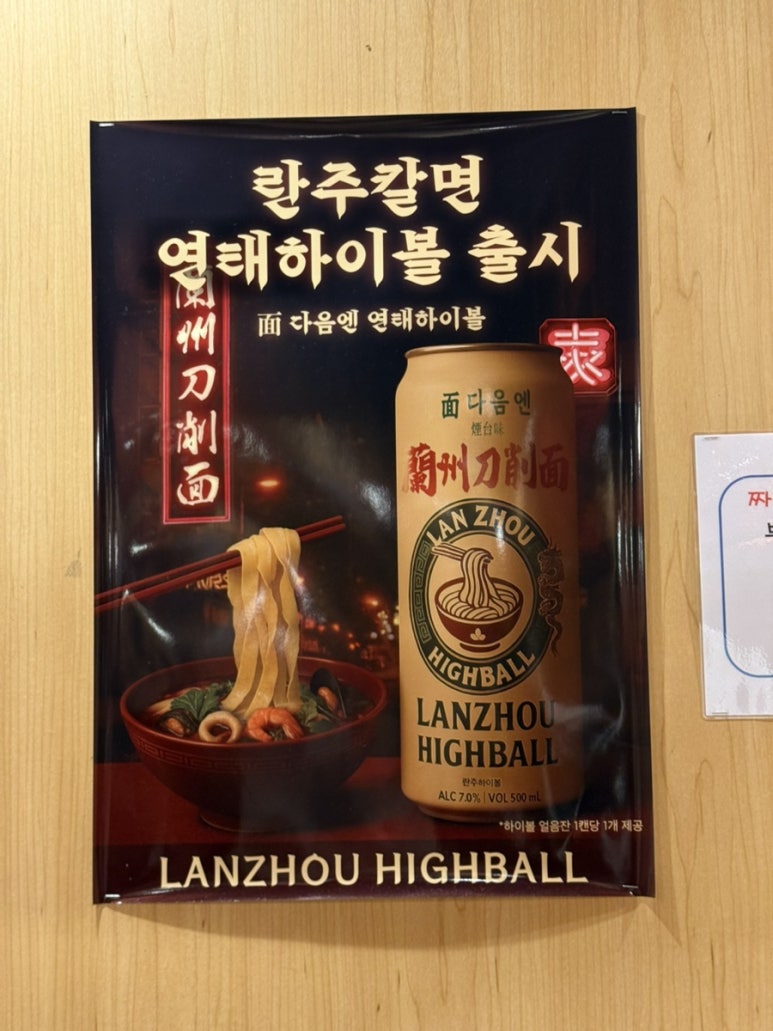 란주칼면
연태하이볼 출시
面 다음엔 연태하이볼
蘭州刀削面
面 다음엔
煙台味
蘭州刀削面
LAN ZHOU
HIGHBALL
LANZHOU
HIGHBALL
란주하이볼
ALC 7.0% | VOL 500 mL
*하이볼 얼음잔 1캔당 1개 제공
LANZHOU HIGHBALL
짜